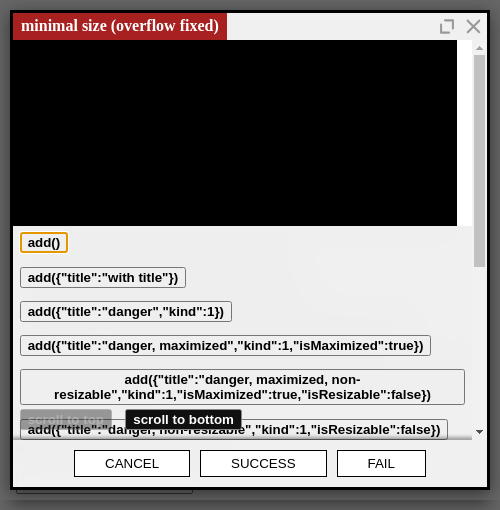 minimal size (overflow fixed)
add()
add({"title":"with title"})
add({"title":"danger","kind":1})
add({"title":"danger, maximized","kind":1,"isMaximized":true})
add({"title":"danger, maximized, non-
resizable","kind":1,"isMaximized":true,"isResizable":false})
scroll to top
scroll to bottom
add({"title":"danger, non-resizable","kind":1,"isResizable":false})
CANCEL
SUCCESS
FAIL